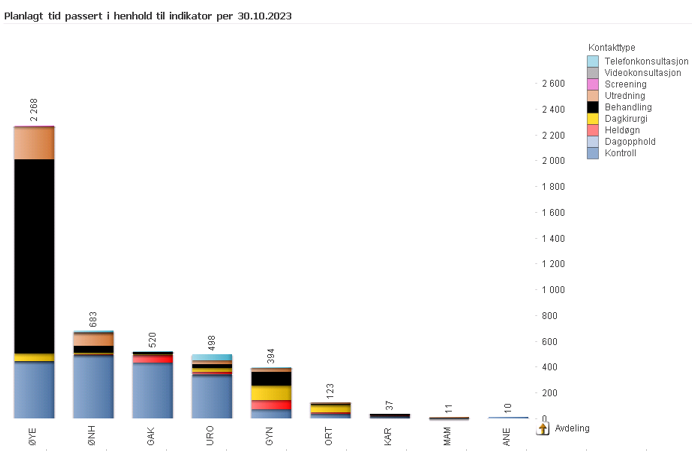 Planlagt tid passert i henhold til indikator per 30.10.2023
Kontakttype
Telefonkonsultasjon
Videokonsultasjon
Screening
Utredning
Behandling
Dagkirurgi
Heldøgn
Dagopphold
Kontroll
2 600
2 400
2 200
2 000
1 800
1 600
1 400
1 200
1 000
800
600
400
200
0
2 268
683
520
498
394
123
37
11
10
ØYE
ØNH
GAK
URO
GYN
ORT
KAR
MAM
ANE
Avdeling